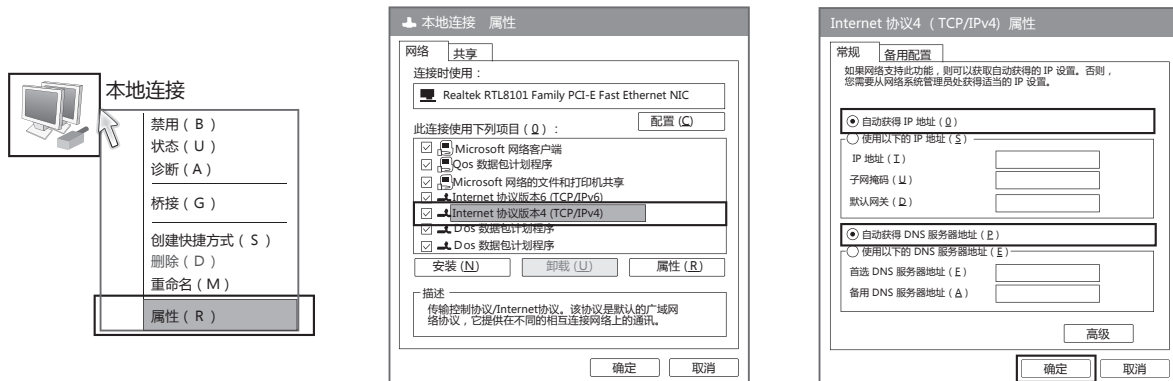 本地连接
禁用 ( B )
状态 ( U )
诊断 ( A )
桥接 ( G )
创建快捷方式 ( S )
删除 ( D )
重命名 ( M )
属性 ( R )
本地连接 属性
网络 共享
连接时使用：
Realtek RTL8101 Family PCI-E Fast Ethernet NIC
配置 (C)
此连接使用下列项目 ( O ) ：
Microsoft 网络客户端
Qos 数据包计划程序
Microsoft 网络的文件和打印机共享
Internet 协议版本6 (TCP/IPv6)
Internet 协议版本4 (TCP/IPv4)
Dos 数据包计划程序
Dos 数据包计划程序
安装 (N) 卸载 (U) 属性 ( R )
描述
传输控制协议/Internet协议。该协议是默认的广域网
络协议，它提供在不同的相互连接网络上的通讯。
确定 取消
Internet 协议4 ( TCP/IPv4) 属性
常规 备用配置
如果网络支持此功能，则可以获取自动获得的 IP 设置。否则，
您需要从网络系统管理员处获得适当的 IP 设置。
自动获得 IP 地址 ( O )
使用以下的 IP 地址 ( S )
IP 地址 ( I )
子网掩码 ( U )
默认网关 ( D )
自动获得 DNS 服务器地址 ( P )
使用以下的 DNS 服务器地址 ( E )
首选 DNS 服务器地址 ( F )
备用 DNS 服务器地址 ( A )
高级
确定 取消